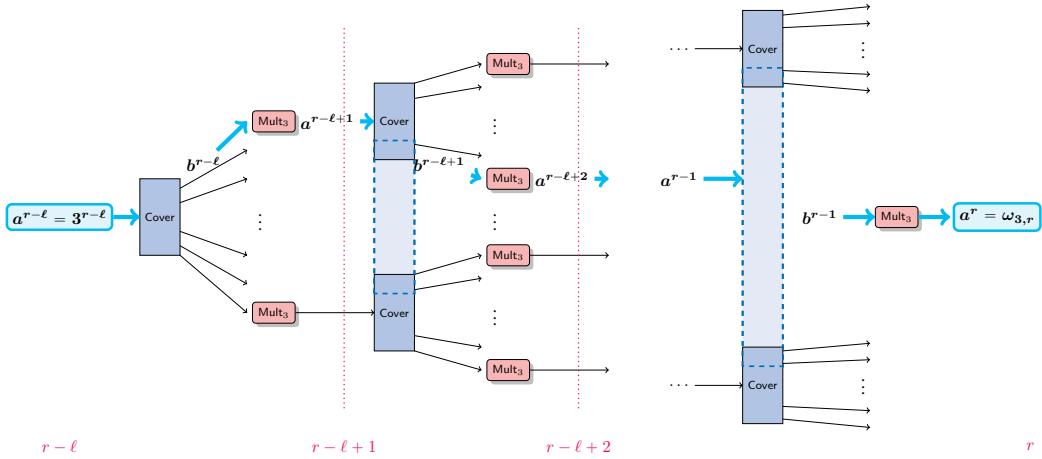 ⋯
Cover
⋮
Mult₃
Mult₃
a^{r−ℓ+1}
Cover
⋮
b^{r−ℓ}
b^{r−ℓ+1}
Mult₃
a^{r−ℓ+2}
a^{r−1}
a^{r−ℓ} = 3^{r−ℓ}
Cover
⋮
⋮
b^{r−1}
Mult₃
a^r = ω_{3,r}
Mult₃
Mult₃
Cover
⋮
Mult₃
⋯
Cover
⋮
r − ℓ
r − ℓ + 1
r − ℓ + 2
r